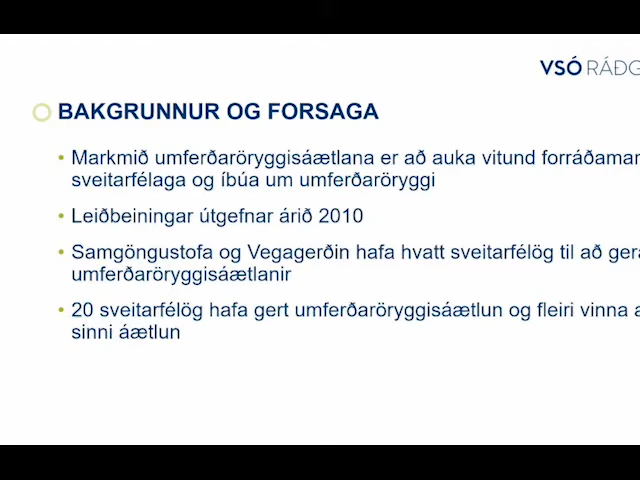 VSÓ RÁÐG
BAKGRUNNUR OG FORSAGA
• Markmið umferðaröryggisáætlana er að auka vitund forráðamar
sveitarfélaga og íbúa um umferðaröryggi
• Leiðbeiningar útgefnar árið 2010
• Samgöngustofa og Vegagerðin hafa hvatt sveitarfélög til að gera
umferðaröryggisáætlanir
• 20 sveitarfélög hafa gert umferðaröryggisáætlun og fleiri vinna a
sinni áætlun